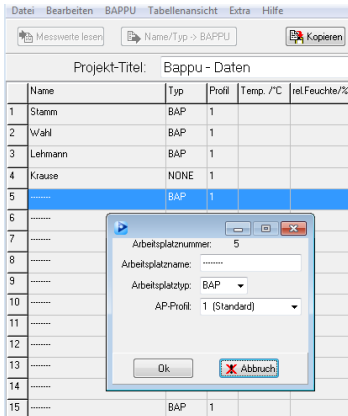 Datei Bearbeiten BAPPU Tabellenansicht Extra Hilfe
Messwerte lesen Name/Typ -> BAPPU Kopieren
Projekt-Titel: Bappu - Daten
Name Typ Profil Temp. /°C rel.Feuchte/%
1 Stamm BAP 1
2 Wahl BAP 1
3 Lehmann BAP 1
4 Krause NONE 1
5 -------- BAP 1
6 --------
Arbeitsplatznummer: 5
7 --------
Arbeitsplatzname: --------
8 --------
Arbeitsplatztyp: BAP
9 --------
AP-Profil: 1 (Standard)
10 --------
11 --------
12 --------
Ok Abbruch
13 --------
14 --------
15 -------- BAP 1